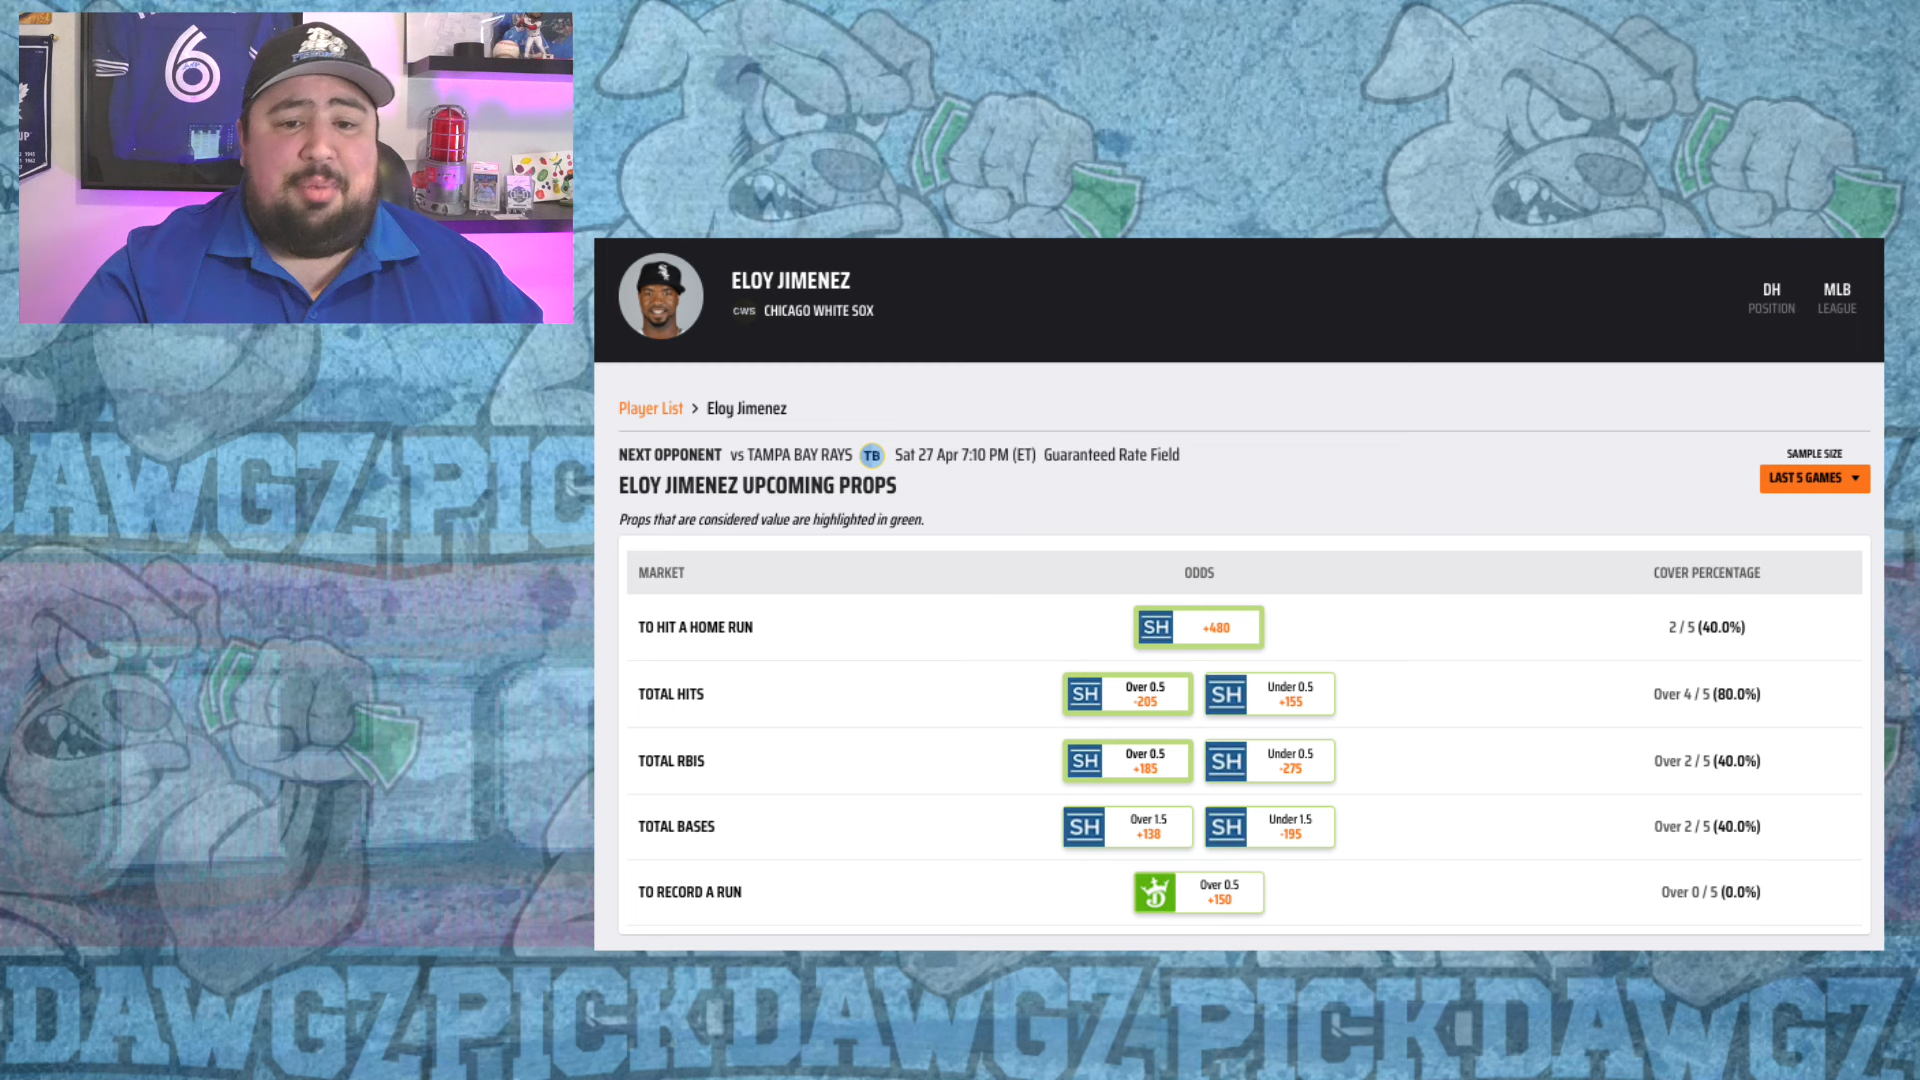 6
ELOY JIMENEZ
CWS CHICAGO WHITE SOX
DH
POSITION
MLB
LEAGUE
Player List > Eloy Jimenez
NEXT OPPONENT vs TAMPA BAY RAYS TB Sat 27 Apr 7:10 PM (ET) Guaranteed Rate Field
SAMPLE SIZE
LAST 5 GAMES
ELOY JIMENEZ UPCOMING PROPS
Props that are considered value are highlighted in green.
MARKET ODDS COVER PERCENTAGE
TO HIT A HOME RUN SH +480 2 / 5 (40.0%)
TOTAL HITS SH Over 0.5 -205 SH Under 0.5 +155 Over 4 / 5 (80.0%)
TOTAL RBIS SH Over 0.5 +185 SH Under 0.5 -275 Over 2 / 5 (40.0%)
TOTAL BASES SH Over 1.5 +138 SH Under 1.5 -195 Over 2 / 5 (40.0%)
TO RECORD A RUN Over 0.5 +150 Over 0 / 5 (0.0%)
DAWGZ PICK
DAWGZ PICKDAWGZ PICKDAWGZ